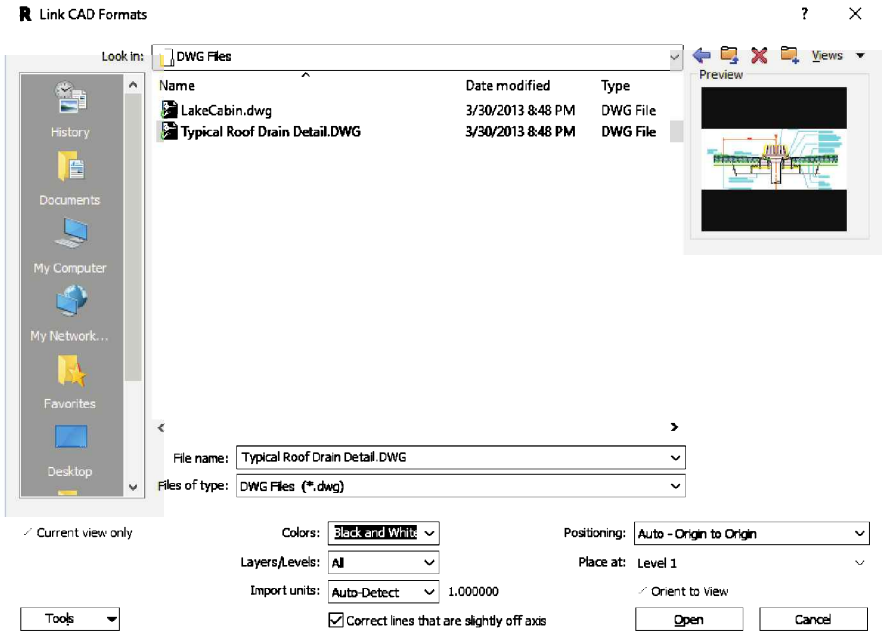 Link CAD Formats
Look in: DWG Files
Views
Preview
Name Date modified Type
LakeCabin.dwg 3/30/2013 8:48 PM DWG File
Typical Roof Drain Detail.DWG 3/30/2013 8:48 PM DWG File
History
Documents
My Computer
My Network...
Favorites
Desktop
File name: Typical Roof Drain Detail.DWG
Files of type: DWG Files (*.dwg)
Current view only
Colors: Black and White
Positioning: Auto - Origin to Origin
Layers/Levels: All
Place at: Level 1
Import units: Auto-Detect 1.000000
Orient to View
Tools
Correct lines that are slightly off axis
Open
Cancel